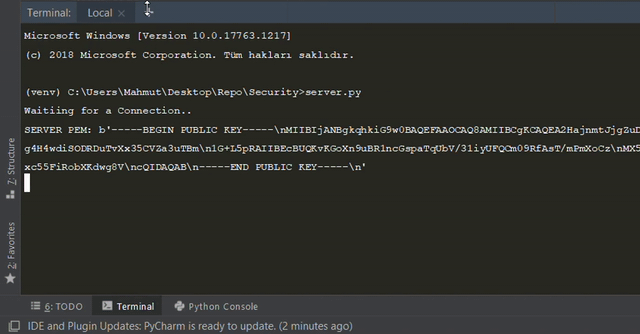 Terminal: Local ×
Microsoft Windows [Version 10.0.17763.1217]
(c) 2018 Microsoft Corporation. Tüm hakları saklıdır.
(venv) C:\Users\Mahmut\Desktop\Repo\Security>server.py
Waitiing for a Connection..
SERVER PEM: b'-----BEGIN PUBLIC KEY-----\nMIIBIjANBgkqhkiG9w0BAQEFAAOCAQ8AMIIBCgKCAQEA2HajnmtJjgZuD
g4H4wdiSODRDuTvXx35CVZa3uTBm\n1G+L5pRAIIBEcBUQKvKGoXn9uBR1ncGspaTqUbV/31iyUFQCm09RfAsT/mPmXoCz\nMX5
xc55FiRobXKdwg8V\ncQIDAQAB\n-----END PUBLIC KEY-----\n'
7: Structure
2: Favorites
6: TODO Terminal Python Console
IDE and Plugin Updates: PyCharm is ready to update. (2 minutes ago)